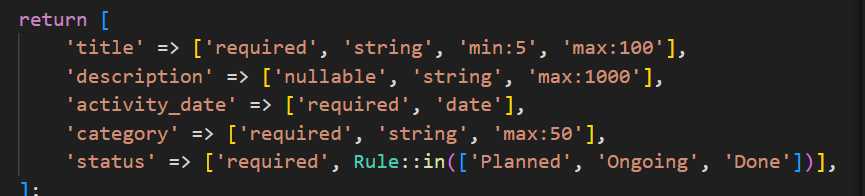 return [
    'title' => ['required', 'string', 'min:5', 'max:100'],
    'description' => ['nullable', 'string', 'max:1000'],
    'activity_date' => ['required', 'date'],
    'category' => ['required', 'string', 'max:50'],
    'status' => ['required', Rule::in(['Planned', 'Ongoing', 'Done'])],
];